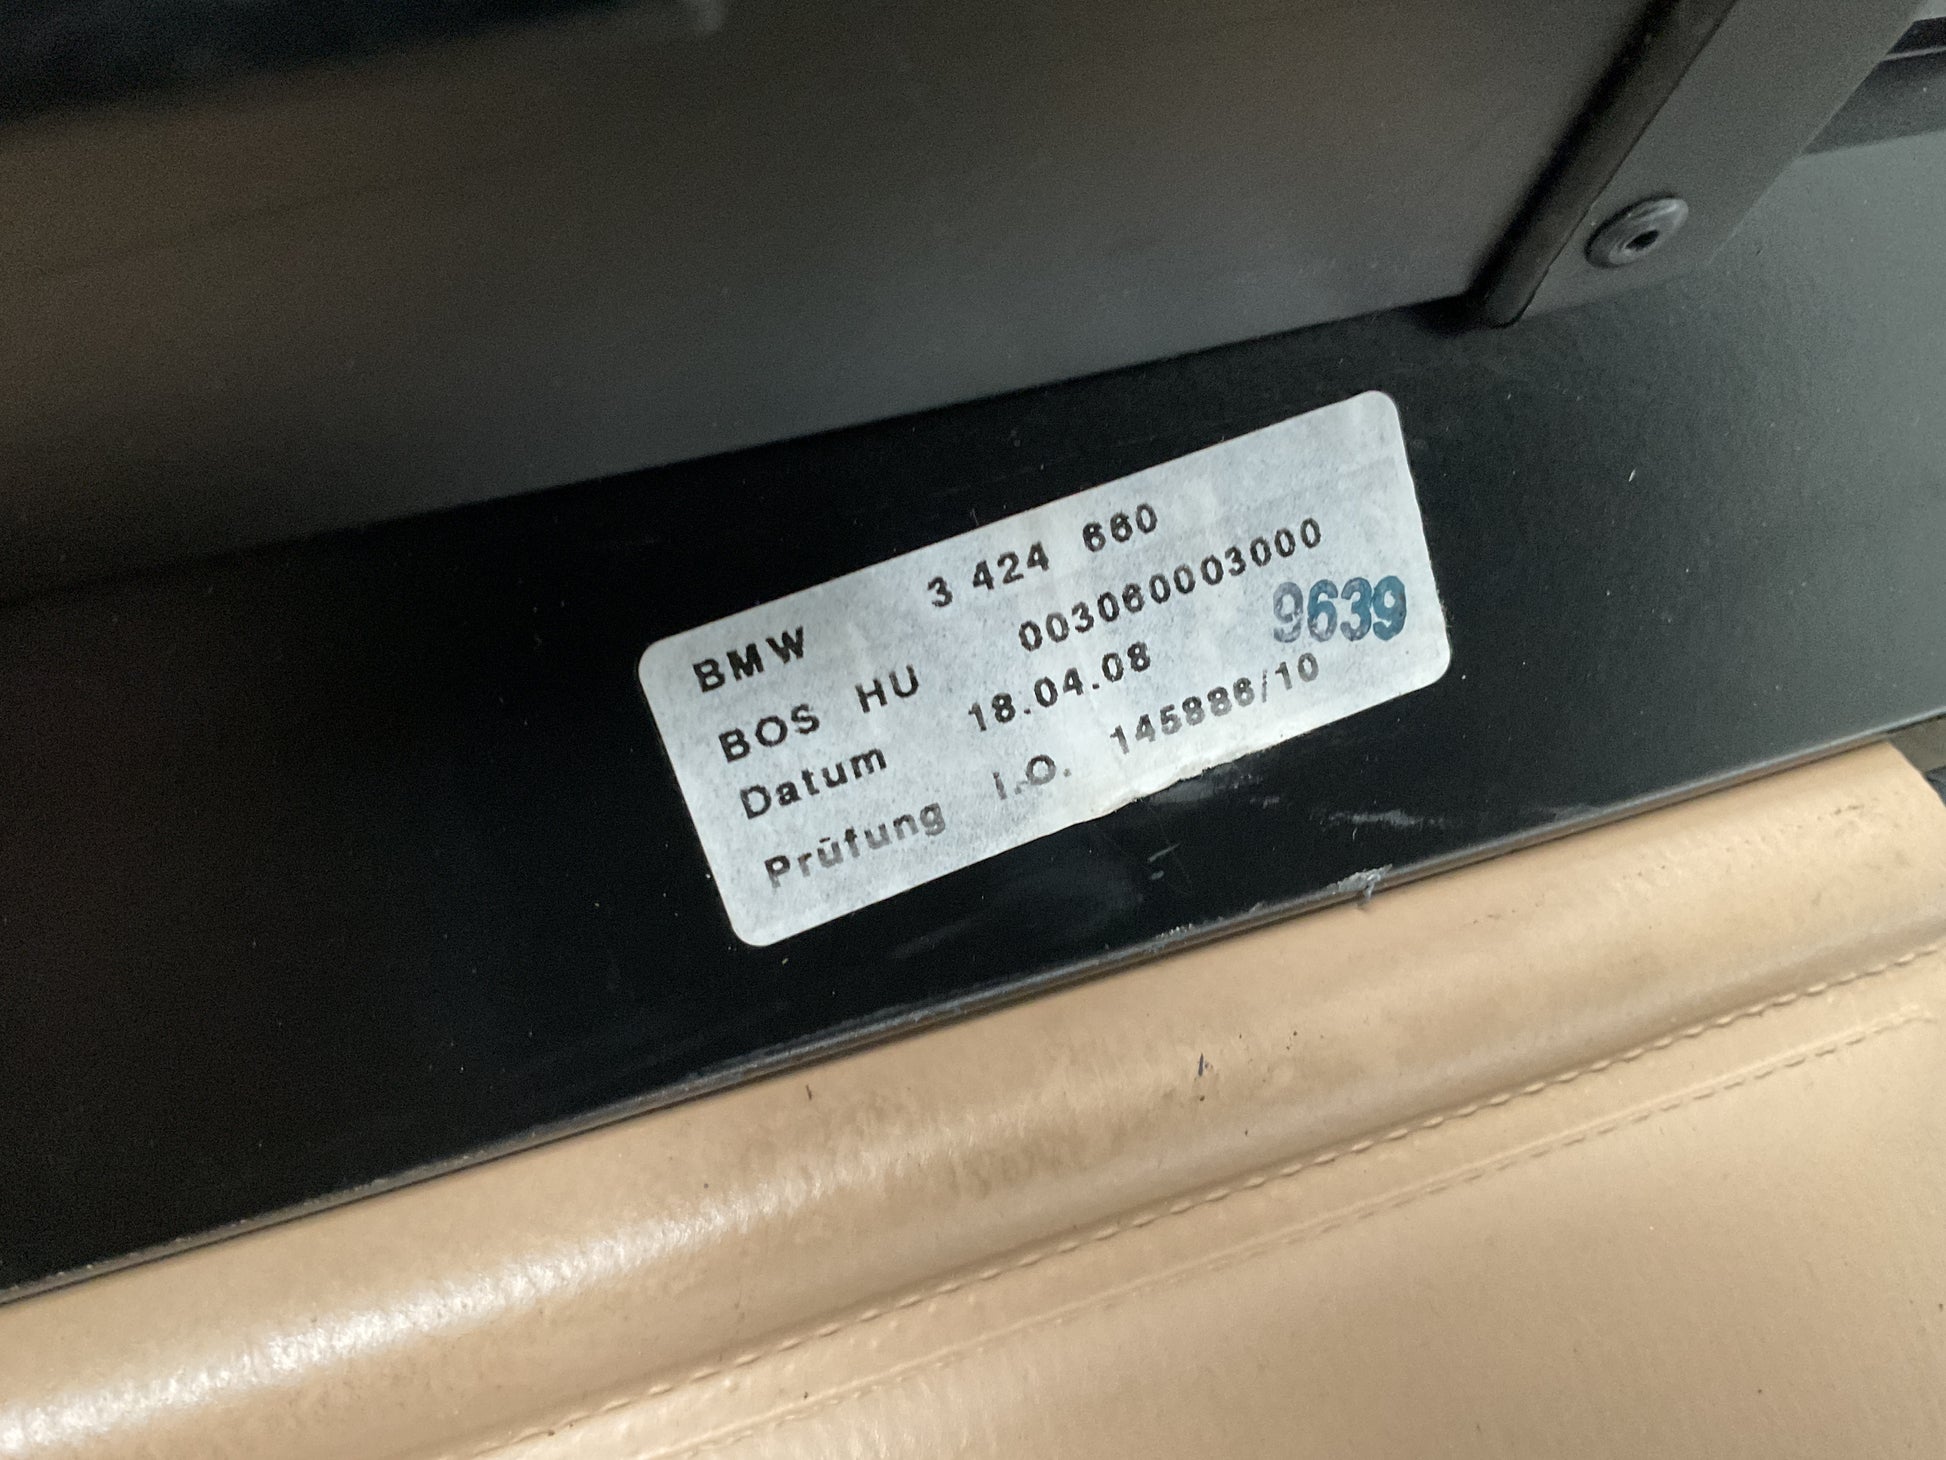 BMW 3 424 660
BOS HU 003060003000
Datum 18.04.08 9639
Prüfung I.O. 145886/10